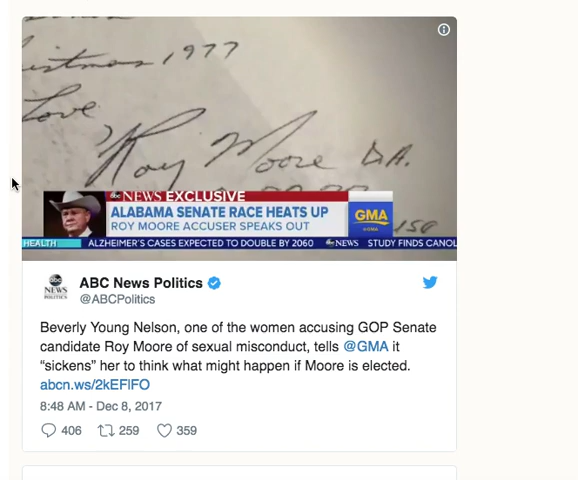 istmas 1977
Love,
Roy Moore D.A.
abc NEWS EXCLUSIVE
ALABAMA SENATE RACE HEATS UP
ROY MOORE ACCUSER SPEAKS OUT
GMA
HEALTH ALZHEIMER'S CASES EXPECTED TO DOUBLE BY 2060 abc NEWS STUDY FINDS CANOL
abc NEWS POLITICS
ABC News Politics
@ABCPolitics
Beverly Young Nelson, one of the women accusing GOP Senate
candidate Roy Moore of sexual misconduct, tells @GMA it
“sickens” her to think what might happen if Moore is elected.
abcn.ws/2kEFlFO
8:48 AM - Dec 8, 2017
406 259 359